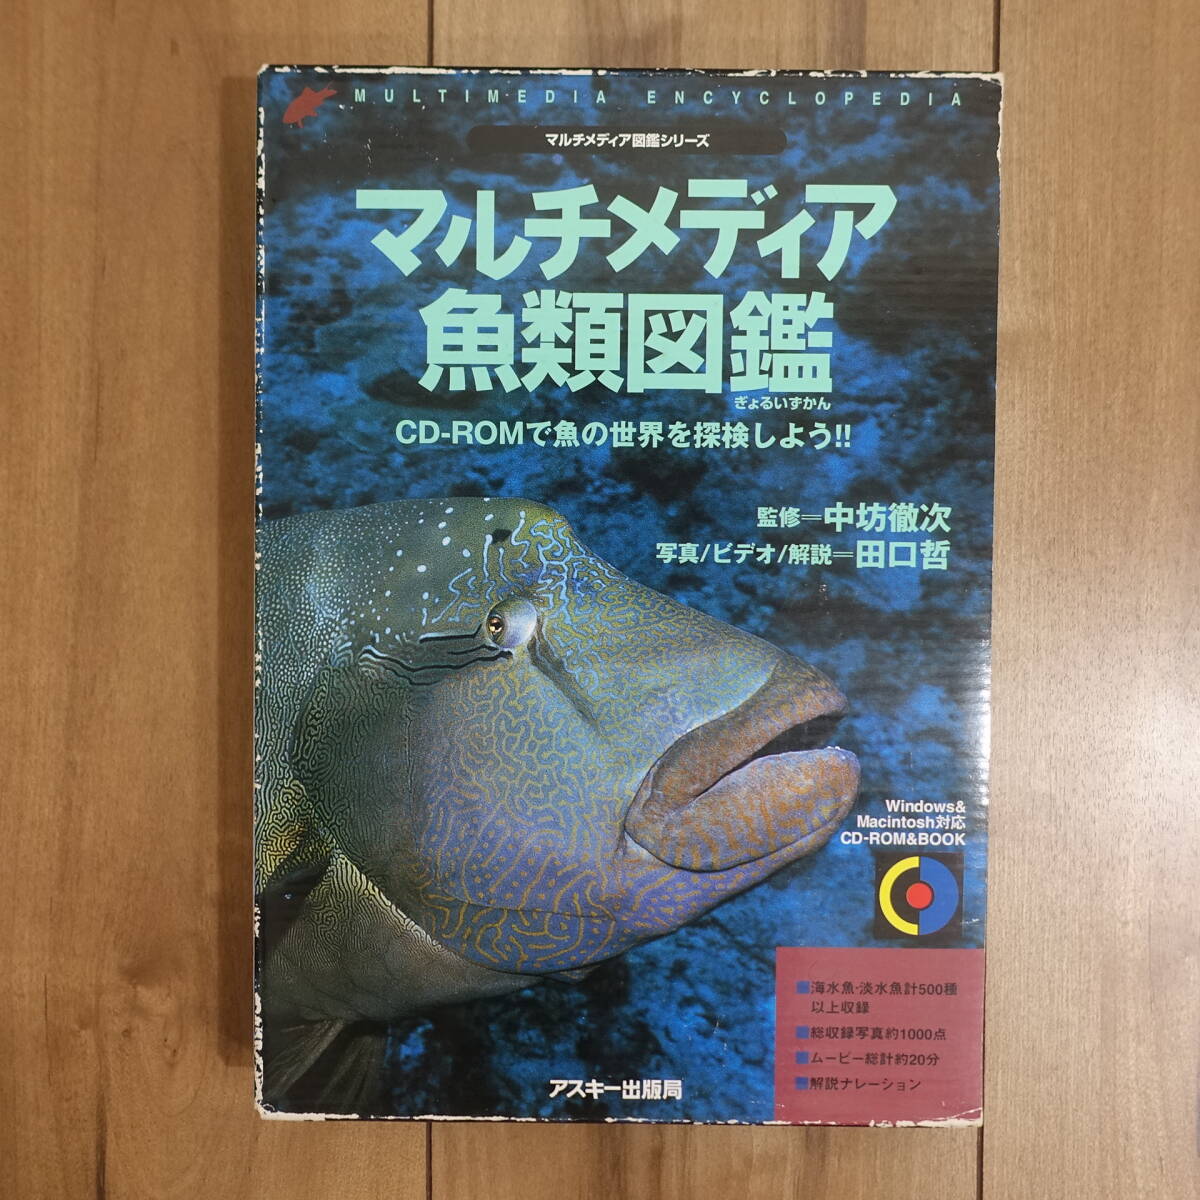 MULTIMEDIA ENCYCLOPEDIA
マルチメディア図鑑シリーズ
マルチメディア
魚類図鑑
ぎょるいずかん
CD-ROMで魚の世界を探検しよう!!
監修＝中坊徹次
写真/ビデオ/解説＝田口哲
Windows&
Macintosh対応
CD-ROM&BOOK
■海水魚・淡水魚計500種
以上収録
■総収録写真約1000点
■ムービー総計約20分
■解説ナレーション
アスキー出版局